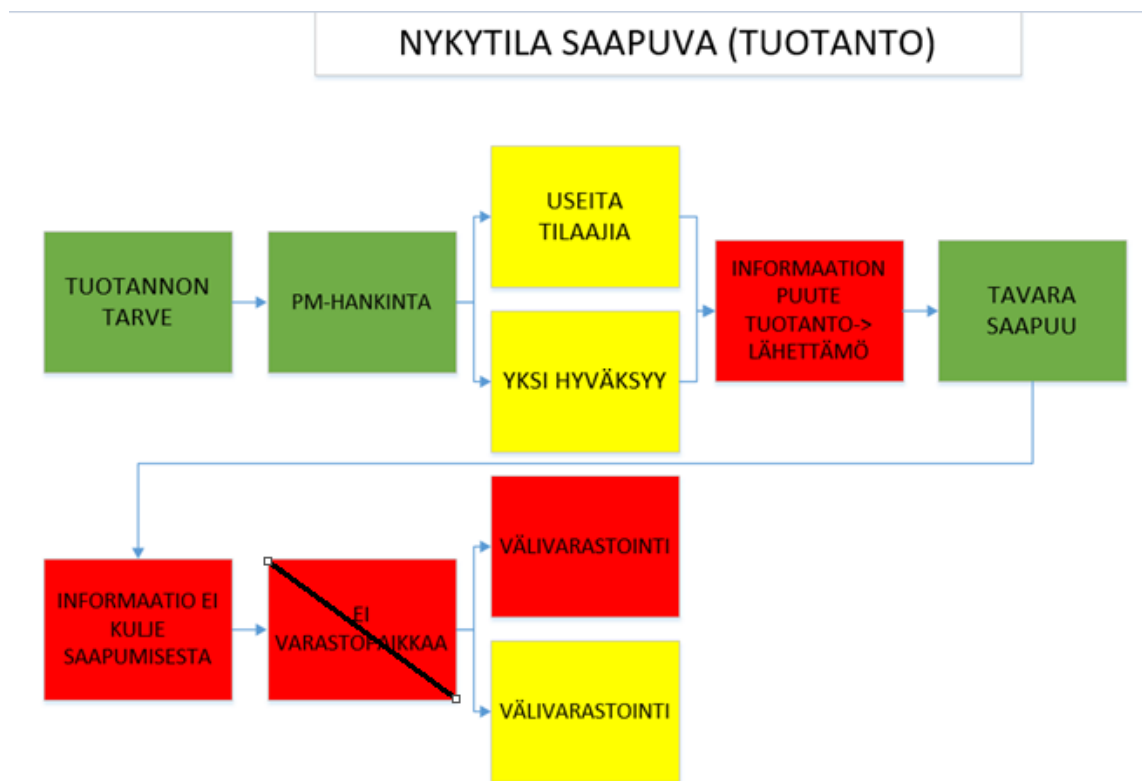 NYKYTILA SAAPUVA (TUOTANTO)
TUOTANNON
TARVE
PM-HANKINTA
USEITA
TILAAJIA
YKSI HYVÄKSYY
INFORMAATION
PUUTE
TUOTANTO->
LÄHETTÄMÖ
TAVARA
SAAPUU
INFORMAATIO EI
KULJE
SAAPUMISESTA
EI
VARASTOPAIKKAA
VÄLIVARASTOINTI
VÄLIVARASTOINTI